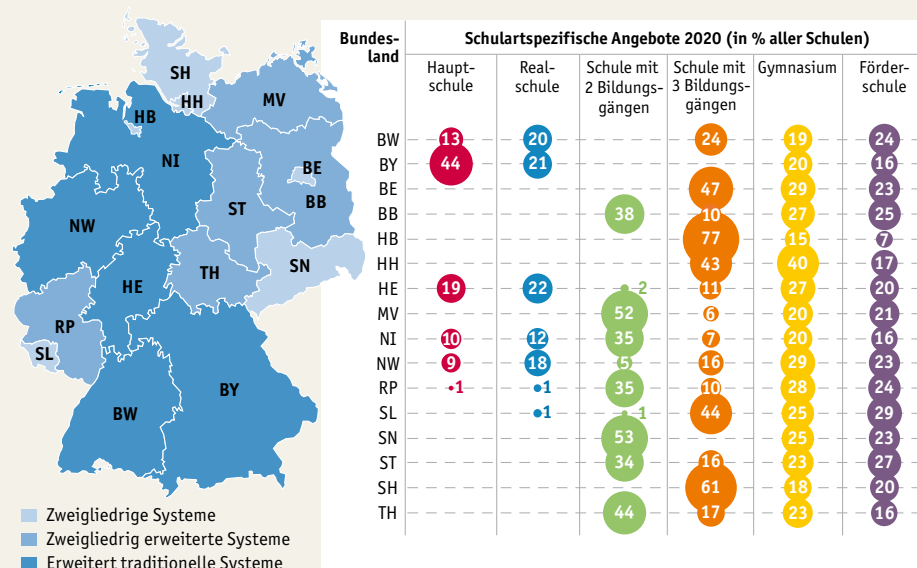 SH
HH
MV
HB
NI
BE
BB
ST
NW
SN
TH
HE
RP
SL
BY
BW
Zweigliedrige Systeme
Zweigliedrig erweiterte Systeme
Erweitert traditionelle Systeme
Bundes-
land
Schulartspezifische Angebote 2020 (in % aller Schulen)
Haupt-
schule
Real-
schule
Schule mit
2 Bildungs-
gängen
Schule mit
3 Bildungs-
gängen
Gymnasium
Förder-
schule
BW 13 20 24 19 24
BY 44 21 20 16
BE 47 29 23
BB 38 10 27 25
HB 77 15 7
HH 43 40 17
HE 19 22 2 11 27 20
MV 52 6 20 21
NI 10 12 35 7 20 16
NW 9 18 5 16 29 23
RP 1 1 35 10 28 24
SL 1 1 44 25 29
SN 53 25 23
ST 34 16 23 27
SH 61 18 20
TH 44 17 23 16